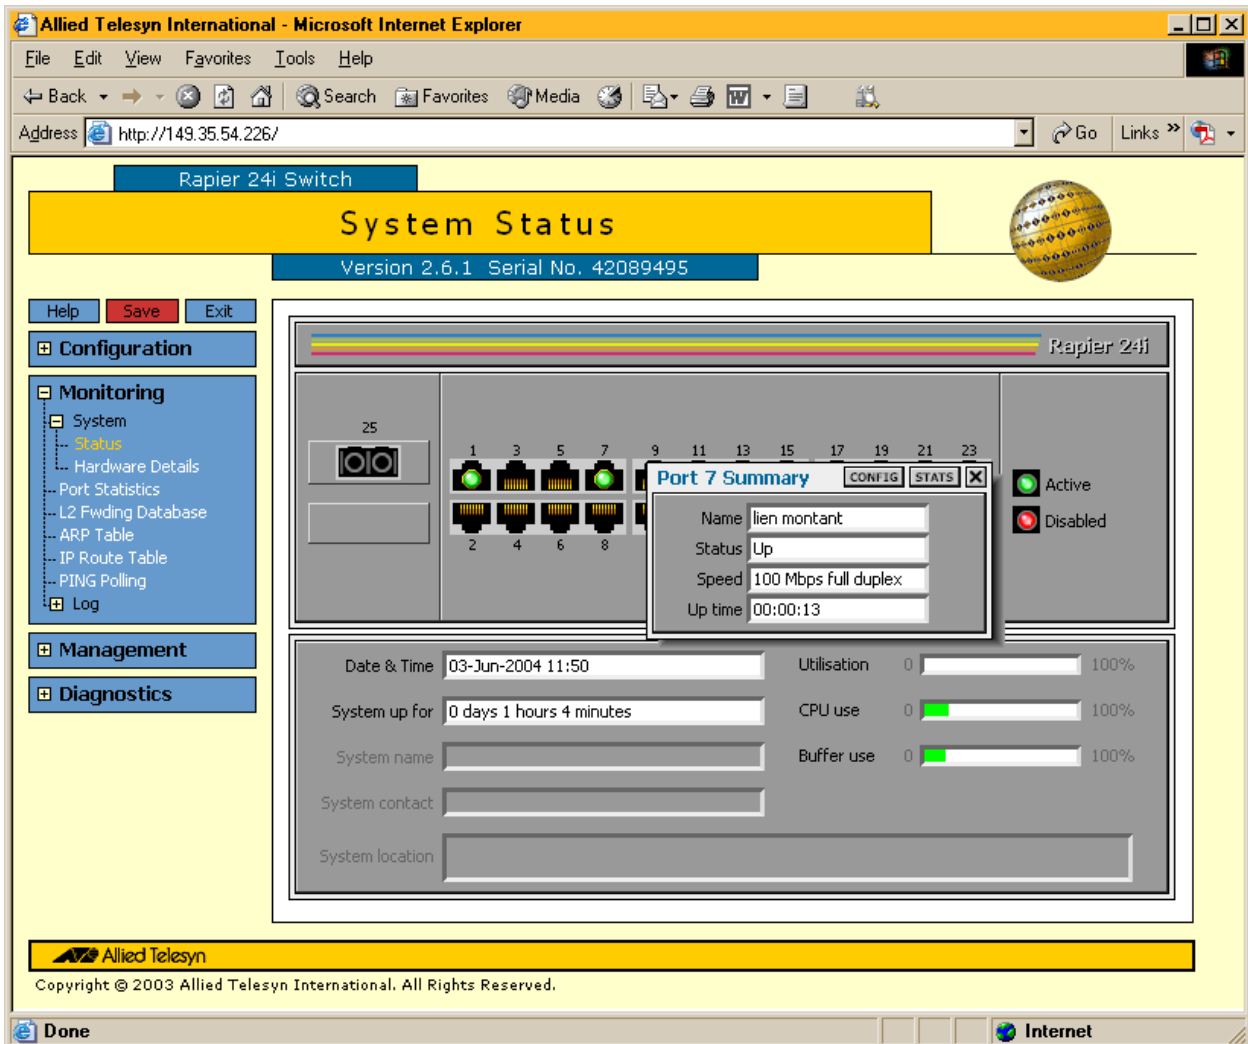 Allied Telesyn International - Microsoft Internet Explorer
File Edit View Favorites Tools Help
Back Search Favorites Media
Address http://149.35.54.226/ Go Links »
Rapier 24i Switch
System Status
Version 2.6.1 Serial No. 42089495
Help Save Exit
Configuration
Monitoring
System
Status
Hardware Details
Port Statistics
L2 Fwding Database
ARP Table
IP Route Table
PING Polling
Log
Management
Diagnostics
Rapier 24i
25
1 3 5 7 9 11 13 15 17 19 21 23
2 4 6 8
Port 7 Summary CONFIG STATS X
Name lien montant
Status Up
Speed 100 Mbps full duplex
Up time 00:00:13
Active
Disabled
Date & Time 03-Jun-2004 11:50
System up for 0 days 1 hours 4 minutes
System name
System contact
System location
Utilisation 0 100%
CPU use 0 100%
Buffer use 0 100%
Allied Telesyn
Copyright © 2003 Allied Telesyn International. All Rights Reserved.
Done Internet